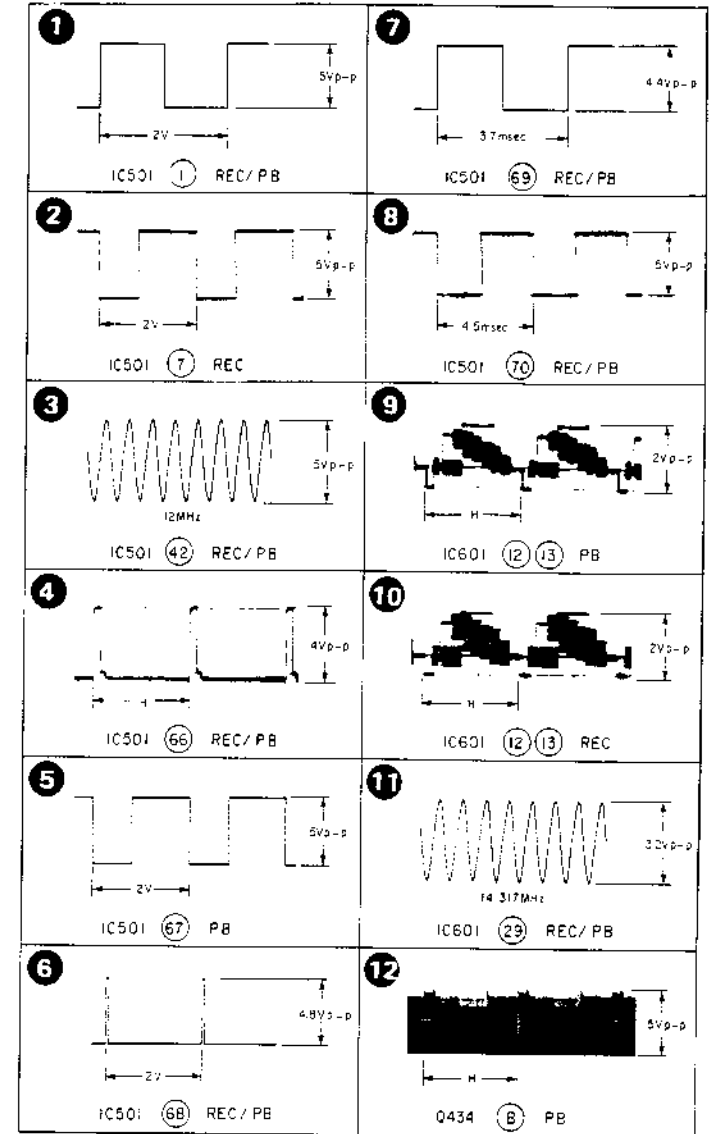 1
5Vp-p
2V
IC501 1 REC/PB
2
5Vp-p
2V
IC501 7 REC
3
5Vp-p
12MHz
IC501 42 REC/PB
4
4Vp-p
H
IC501 66 REC/PB
5
5Vp-p
2V
IC501 67 PB
6
4.8Vp-p
2V
IC501 68 REC/PB
7
4.4Vp-p
3.7msec
IC501 69 REC/PB
8
5Vp-p
4.5msec
IC501 70 REC/PB
9
2Vp-p
H
IC601 12 13 PB
10
2Vp-p
H
IC601 12 13 REC
11
3.2Vp-p
14.317MHz
IC601 29 REC/PB
12
5Vp-p
H
Q434 B PB